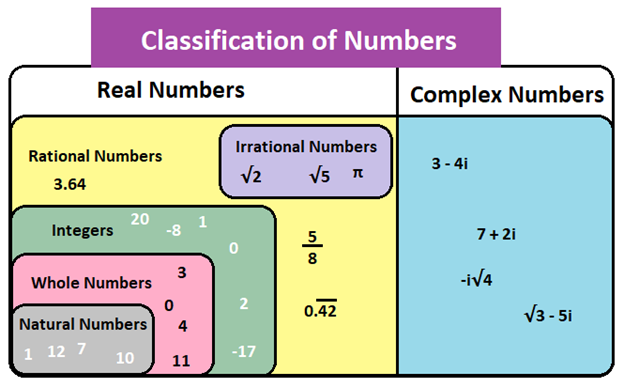 Classification of Numbers
Real Numbers
Complex Numbers
Rational Numbers
3.64
Irrational Numbers
√2 √5 π
Integers
20 -8 1
0
2
-17
5/8
0.4̅2̅
Whole Numbers
3
0
4
11
Natural Numbers
1 12 7 10
3 - 4i
7 + 2i
-i√4
√3 - 5i